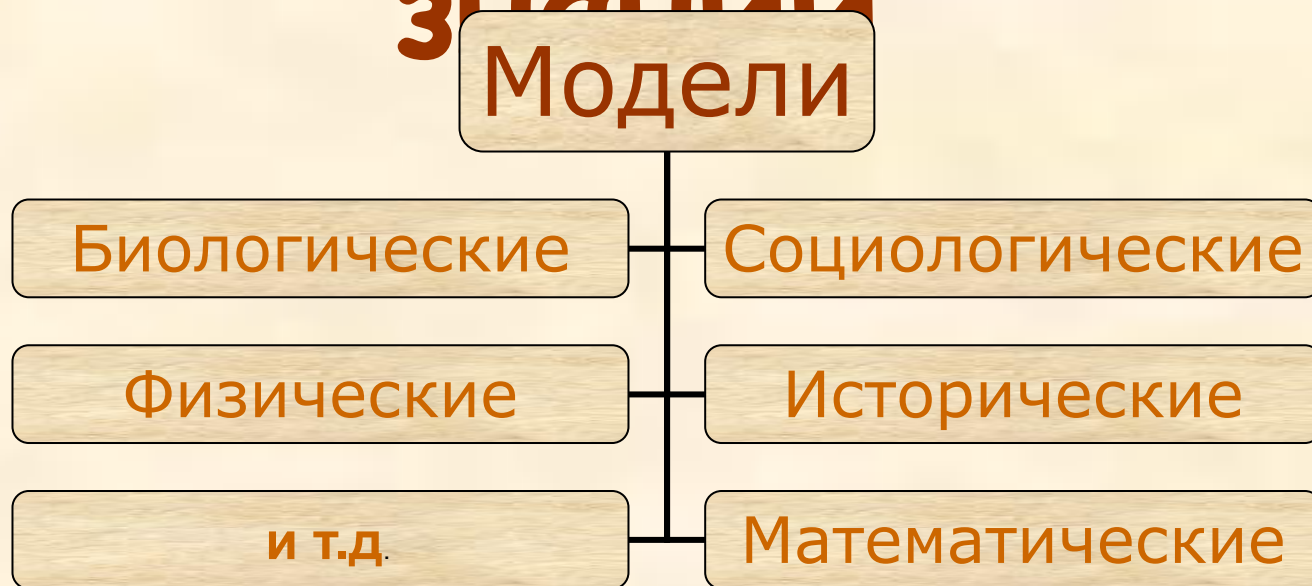 Модели
Биологические
Социологические
Физические
Исторические
и т.д.
Математические